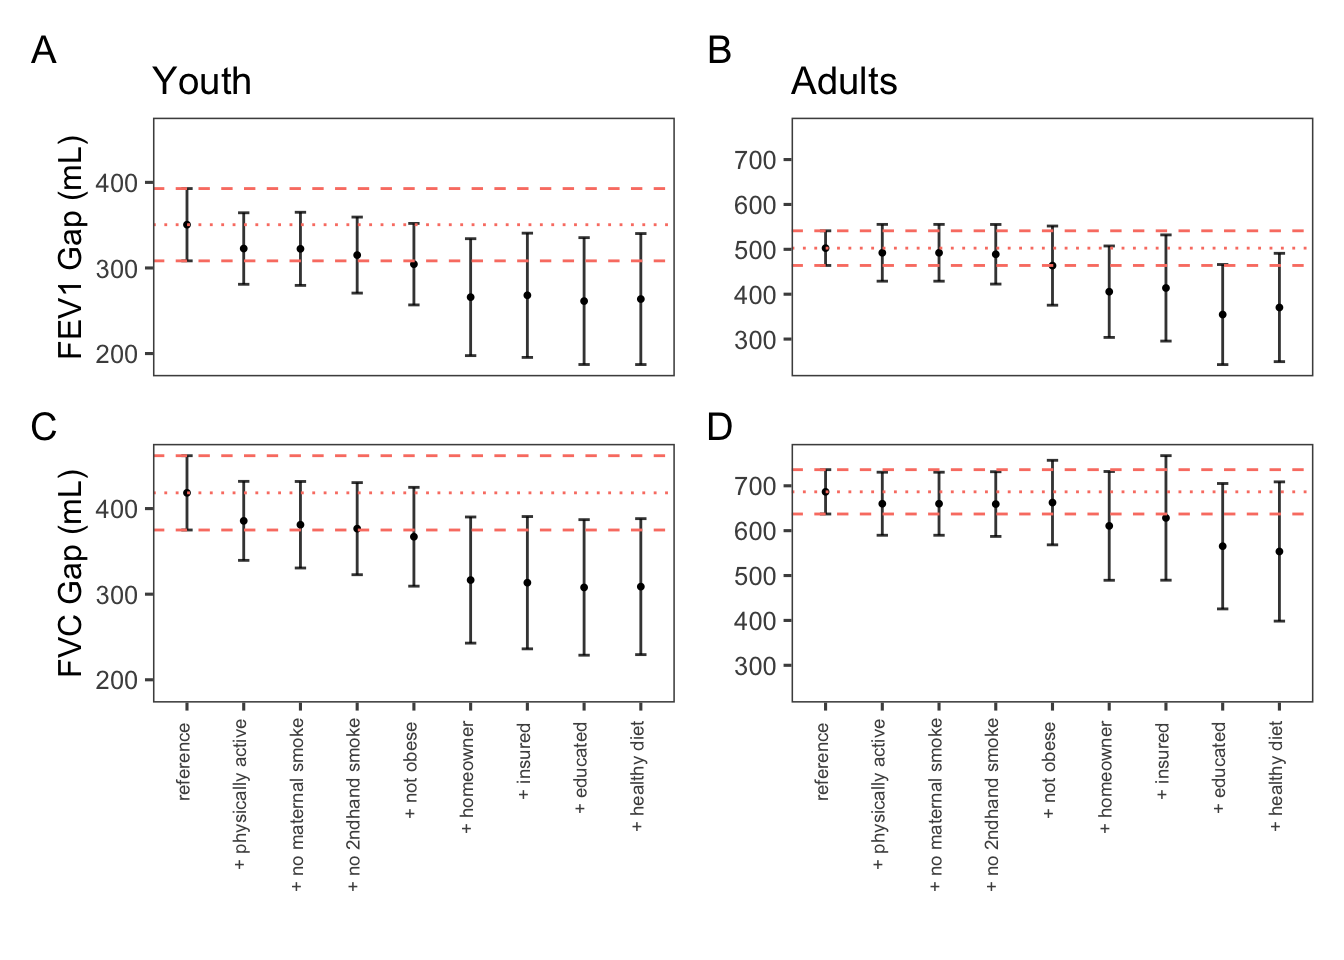 A
Youth
FEV1 Gap (mL)
400
300
200
B
Adults
700
600
500
400
300
C
FVC Gap (mL)
400
300
200
reference
+ physically active
+ no maternal smoke
+ no 2ndhand smoke
+ not obese
+ homeowner
+ insured
+ educated
+ healthy diet
D
700
600
500
400
300
reference
+ physically active
+ no maternal smoke
+ no 2ndhand smoke
+ not obese
+ homeowner
+ insured
+ educated
+ healthy diet